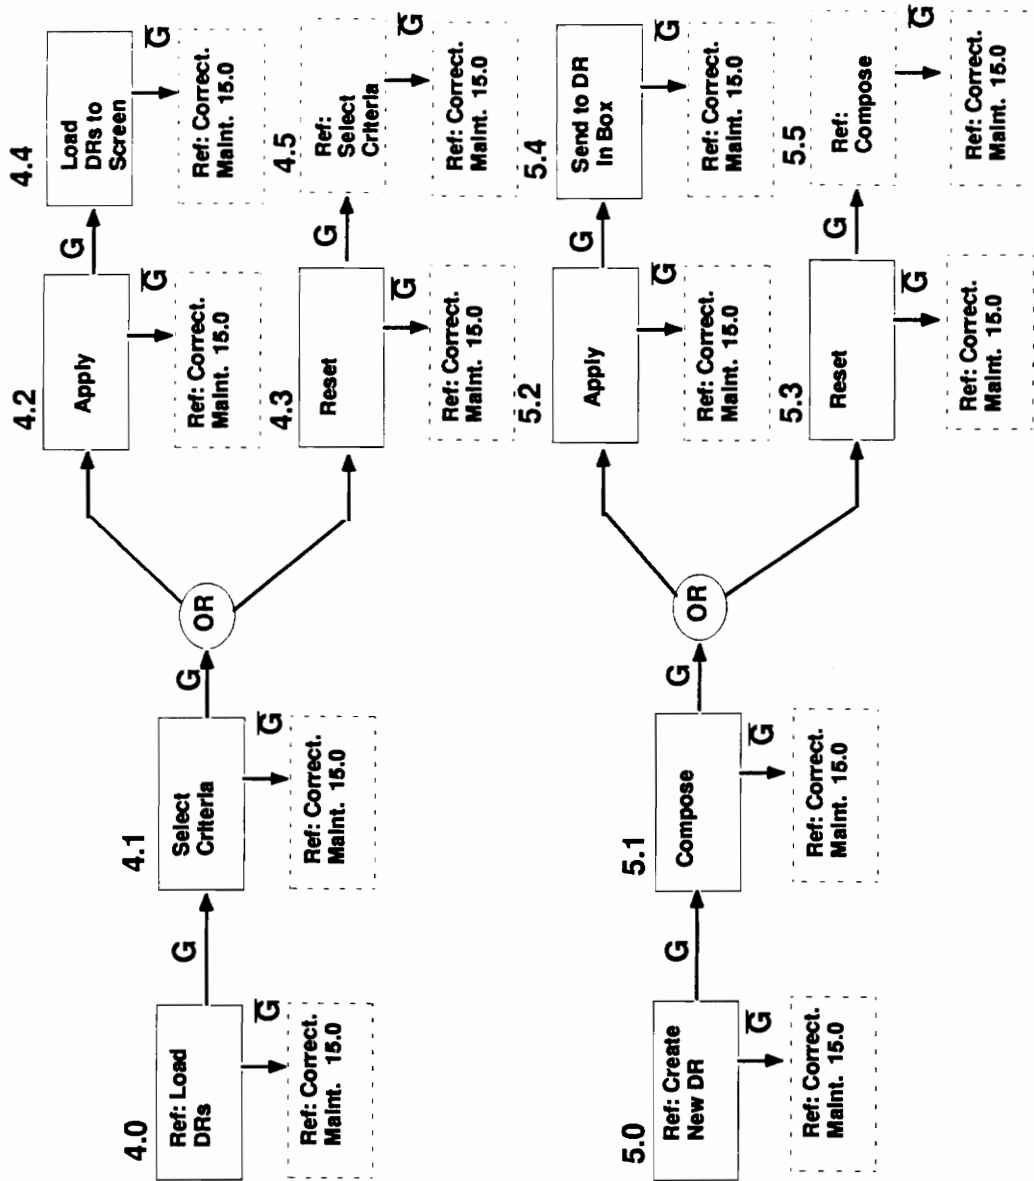 4.0
Ref: Load
DRs
G
G̅
Ref: Correct.
Maint. 15.0
4.1
Select
Criteria
G
G̅
Ref: Correct.
Maint. 15.0
OR
4.2
Apply
G
G̅
Ref: Correct.
Maint. 15.0
4.4
Load
DRs to
Screen
G̅
Ref: Correct.
Maint. 15.0
4.3
Reset
G
G̅
Ref: Correct.
Maint. 15.0
4.5
Ref:
Select
Criteria
G̅
Ref: Correct.
Maint. 15.0
5.0
Ref: Create
New DR
G
G̅
Ref: Correct.
Maint. 15.0
5.1
Compose
G
G̅
Ref: Correct.
Maint. 15.0
OR
5.2
Apply
G
G̅
Ref: Correct.
Maint. 15.0
5.4
Send to DR
In Box
G̅
Ref: Correct.
Maint. 15.0
5.3
Reset
G
G̅
Ref: Correct.
Maint. 15.0
5.5
Ref:
Compose
G̅
Ref: Correct.
Maint. 15.0